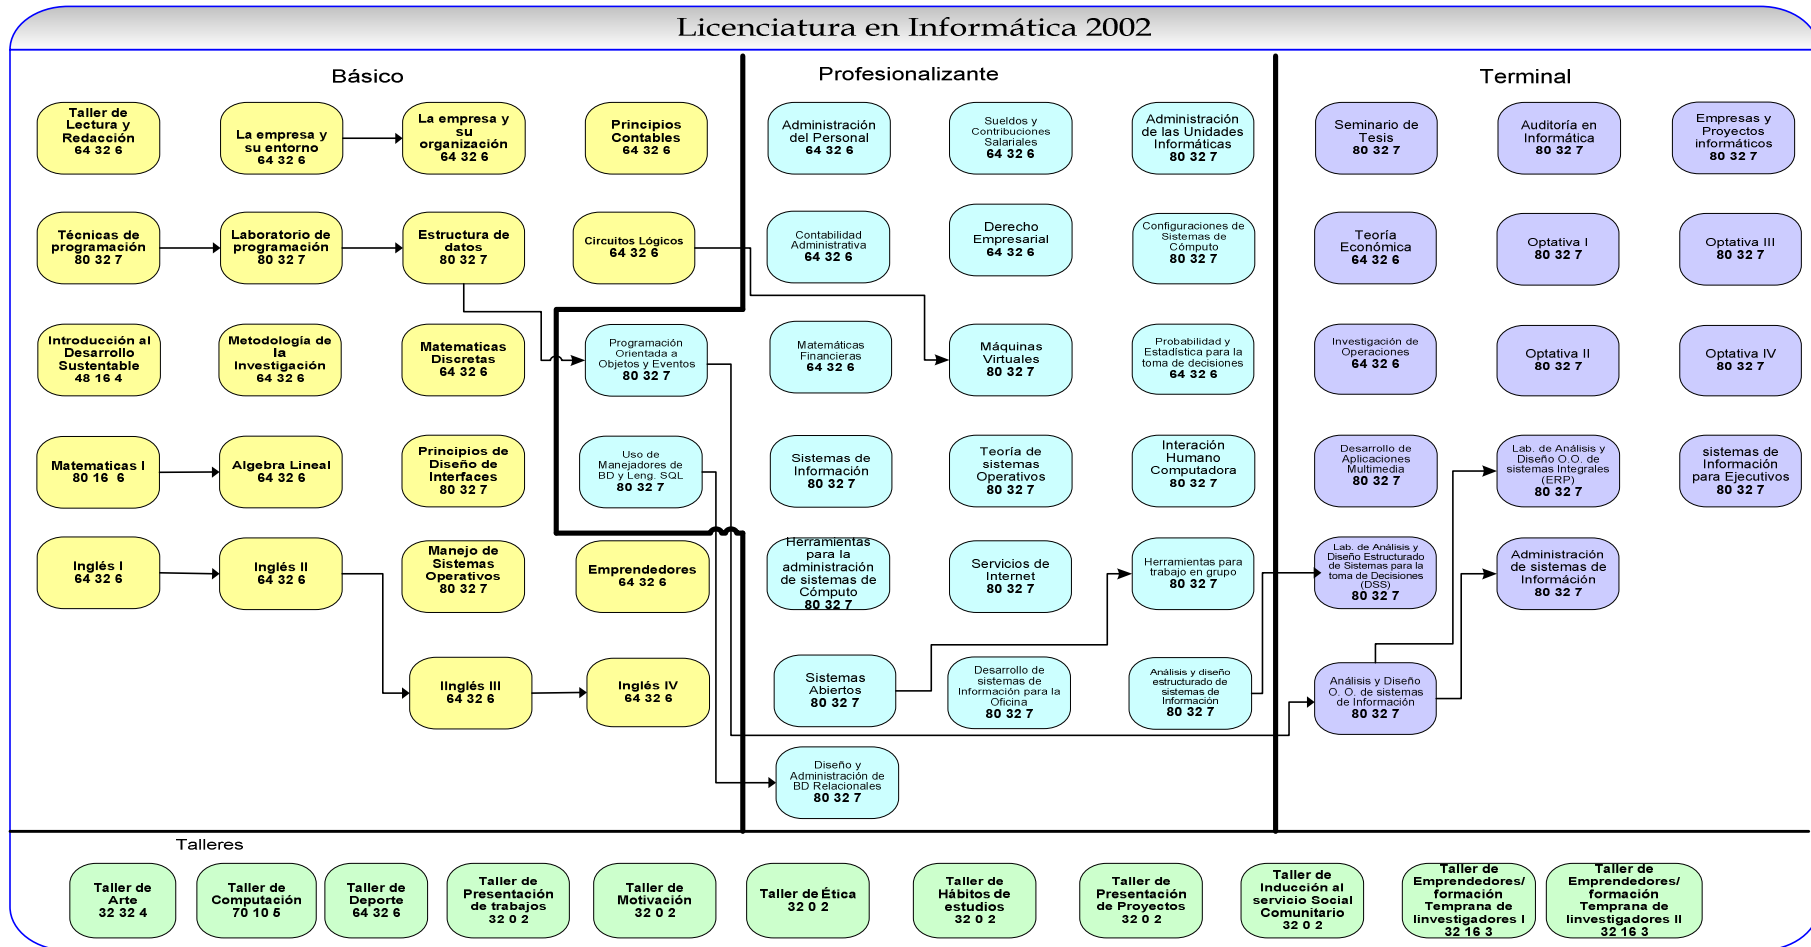 Licenciatura en Informática 2002
Básico
Profesionalizante
Terminal
Taller de
Lectura y
Redacción
64 32 6
La empresa y
su entorno
64 32 6
La empresa y
su
organización
64 32 6
Principios
Contables
64 32 6
Administración
del Personal
64 32 6
Sueldos y
Contribuciones
Salariales
64 32 6
Administración
de las Unidades
Informáticas
80 32 7
Seminario de
Tesis
80 32 7
Auditoría en
Informática
80 32 7
Empresas y
Proyectos
informáticos
80 32 7
Técnicas de
programación
80 32 7
Laboratorio de
programación
80 32 7
Estructura de
datos
80 32 7
Circuitos Lógicos
64 32 6
Contabilidad
Administrativa
64 32 6
Derecho
Empresarial
64 32 6
Configuraciones de
Sistemas de
Cómputo
80 32 7
Teoría
Económica
64 32 6
Optativa I
80 32 7
Optativa III
80 32 7
Introducción al
Desarrollo
Sustentable
48 16 4
Metodología de
la
Investigación
64 32 6
Matematicas
Discretas
64 32 6
Programación
Orientada a
Objetos y Eventos
80 32 7
Matemáticas
Financieras
64 32 6
Máquinas
Virtuales
80 32 7
Probabilidad y
Estadística para la
toma de decisiones
64 32 6
Investigación de
Operaciones
64 32 6
Optativa II
80 32 7
Optativa IV
80 32 7
Matematicas I
80 16 6
Algebra Lineal
64 32 6
Principios de
Diseño de
Interfaces
80 32 7
Uso de
Manejadores de
BD y Leng. SQL
80 32 7
Sistemas de
Información
80 32 7
Teoría de
sistemas
Operativos
80 32 7
Interación
Humano
Computadora
80 32 7
Desarrollo de
Aplicaciones
Multimedia
80 32 7
Lab. de Análisis y
Diseño O.O. de
sistemas Integrales
(ERP)
80 32 7
sistemas de
Información
para Ejecutivos
80 32 7
Inglés I
64 32 6
Inglés II
64 32 6
Manejo de
Sistemas
Operativos
80 32 7
Emprendedores
64 32 6
Herramientas
para la
administración
de sistemas de
Cómputo
80 32 7
Servicios de
Internet
80 32 7
Herramientas para
trabajo en grupo
80 32 7
Lab. de Análisis y
Diseño Estructurado
de Sistemas para la
toma de Decisiones
(DSS)
80 32 7
Administración
de sistemas de
Información
80 32 7
IInglés III
64 32 6
Inglés IV
64 32 6
Sistemas
Abiertos
80 32 7
Desarrollo de
sistemas de
Información para la
Oficina
80 32 7
Análisis y diseño
estructurado de
sistemas de
Información
80 32 7
Análisis y Diseño
O. O. de sistemas
de Información
80 32 7
Diseño y
Administración de
BD Relacionales
80 32 7
Talleres
Taller de
Arte
32 32 4
Taller de
Computación
70 10 5
Taller de
Deporte
64 32 6
Taller de
Presentación
de trabajos
32 0 2
Taller de
Motivación
32 0 2
Taller de Ética
32 0 2
Taller de
Hábitos de
estudios
32 0 2
Taller de
Presentación
de Proyectos
32 0 2
Taller de
Inducción al
servicio Social
Comunitario
32 0 2
Taller de
Emprendedores/
formación
Temprana de
Iinvestigadores I
32 16 3
Taller de
Emprendedores/
formación
Temprana de
Iinvestigadores II
32 16 3